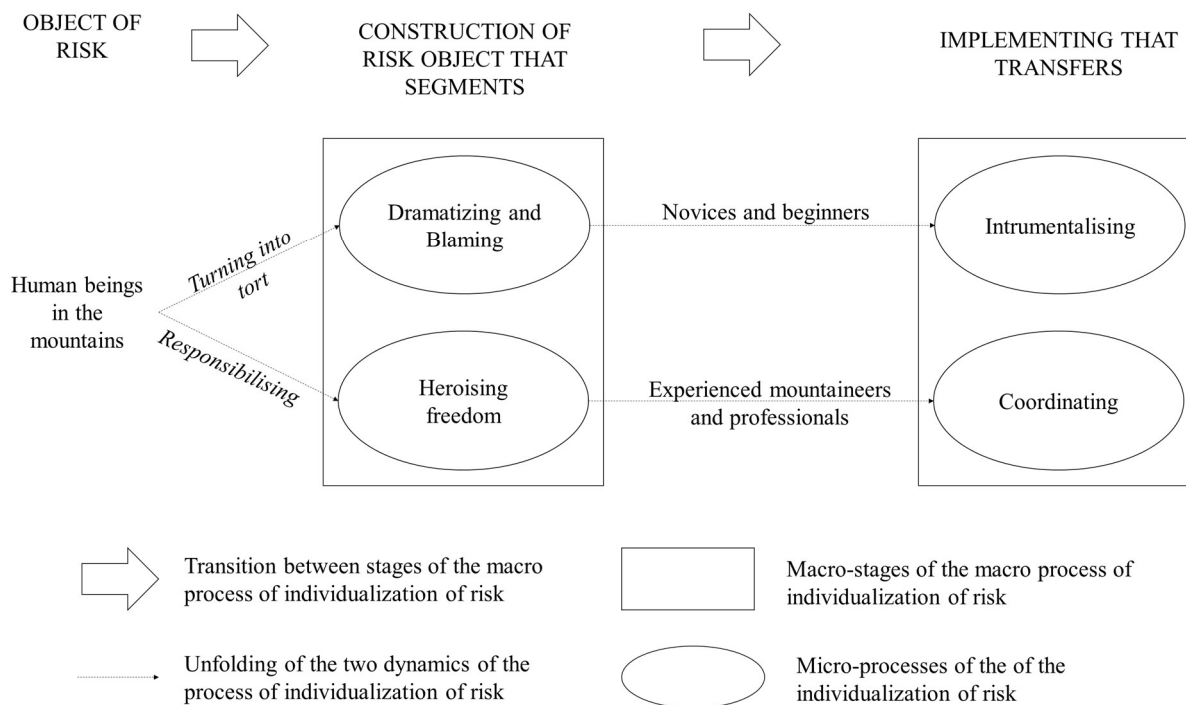 OBJECT OF
RISK
CONSTRUCTION OF
RISK OBJECT THAT
SEGMENTS
IMPLEMENTING THAT
TRANSFERS
Human beings
in the
mountains
Turning into
tort
Responsibilising
Dramatizing and
Blaming
Novices and beginners
Intrumentalising
Heroising
freedom
Experienced mountaineers
and professionals
Coordinating
Transition between stages of the macro
process of individualization of risk
Macro-stages of the macro process of
individualization of risk
Unfolding of the two dynamics of the
process of individualization of risk
Micro-processes of the of the
individualization of risk